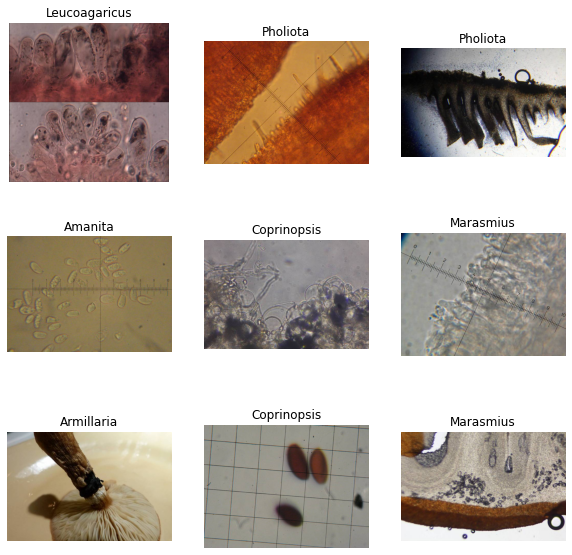 Leucoagaricus
Pholiota
Pholiota
Amanita
Coprinopsis
Marasmius
Armillaria
Coprinopsis
Marasmius